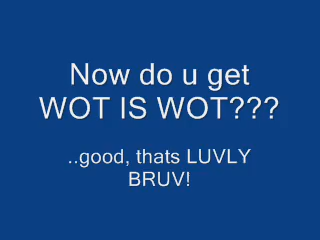 Now do u get
WOT IS WOT???
..good, thats LUVLY
BRUV!